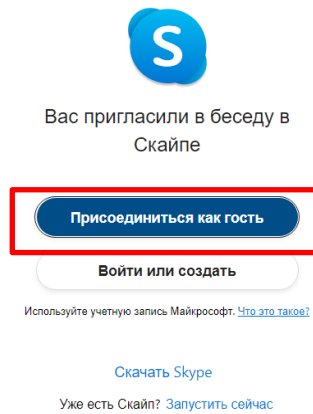 S
Вас пригласили в беседу в
Скайпе
Присоединиться как гость
Войти или создать
Используйте учетную запись Майкрософт. Что это такое?
Скачать Skype
Уже есть Скайп? Запустить сейчас